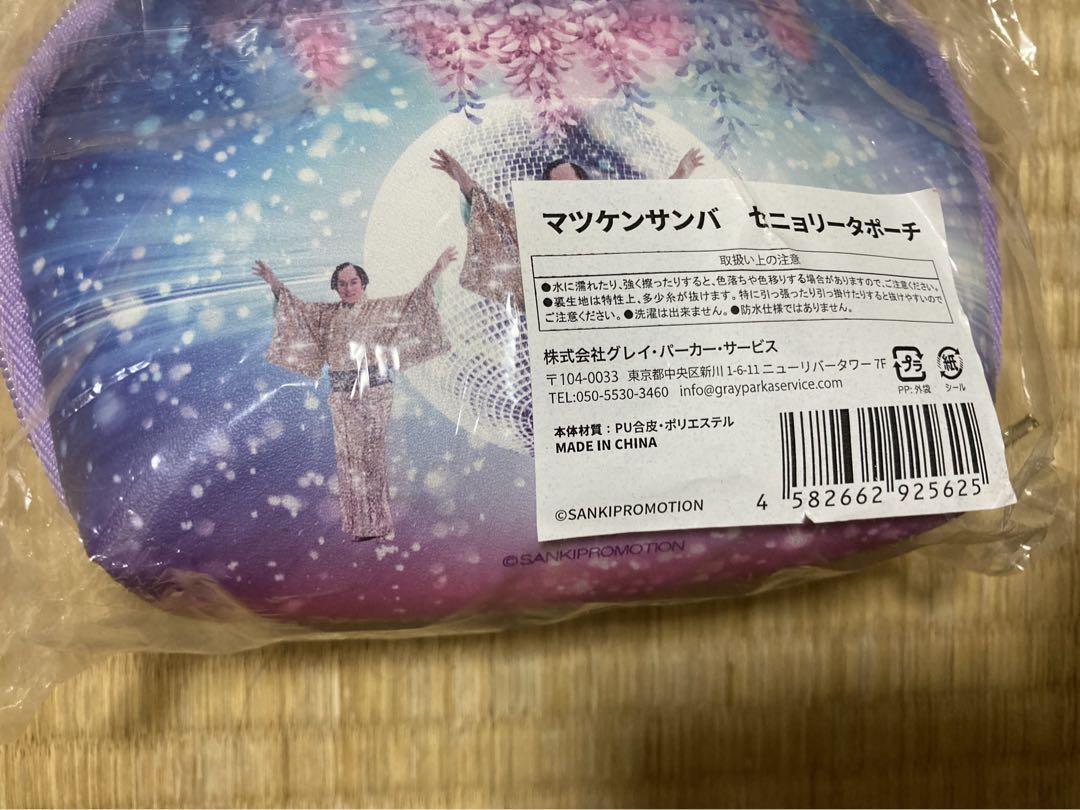 マツケンサンバ　セニョリータポーチ
取扱い上の注意
●水に濡れたり、強く擦ったりすると、色落ちや色移りする場合がありますので、ご注意ください。
●裏生地は特性上、多少糸が抜けます。特に引っ張ったり引っ掛けたりすると抜けやすいので
ご注意ください。●洗濯は出来ません。●防水仕様ではありません。
株式会社グレイ・パーカー・サービス
〒104-0033 東京都中央区新川 1-6-11 ニューリバータワー 7F
TEL:050-5530-3460 info@grayparkaservice.com
プラ
PP: 外袋
紙
シール
本体材質：PU合皮・ポリエステル
MADE IN CHINA
4 582662 925625
©SANKIPROMOTION
©SANKIPROMOTION